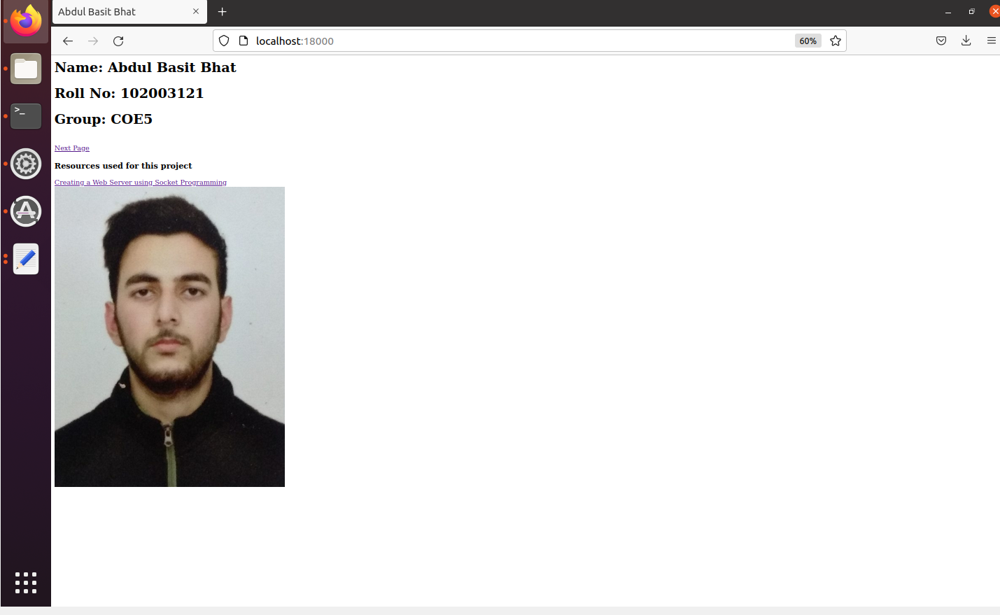 Abdul Basit Bhat
localhost:18000
60%
Name: Abdul Basit Bhat
Roll No: 102003121
Group: COE5
Next Page
Resources used for this project
Creating a Web Server using Socket Programming